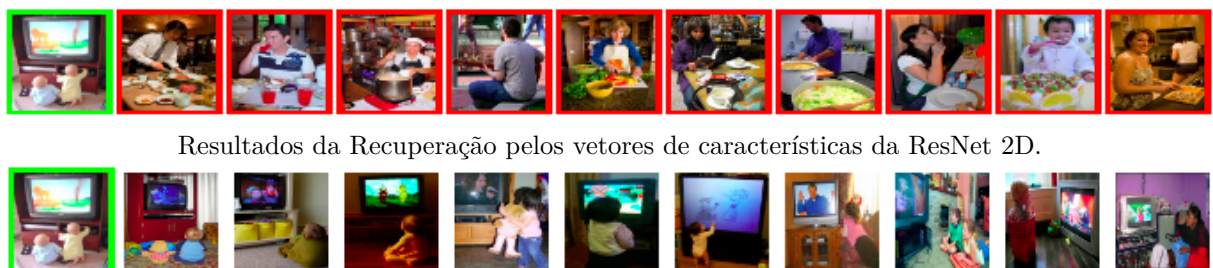 Resultados da Recuperação pelos vetores de características da ResNet 2D.